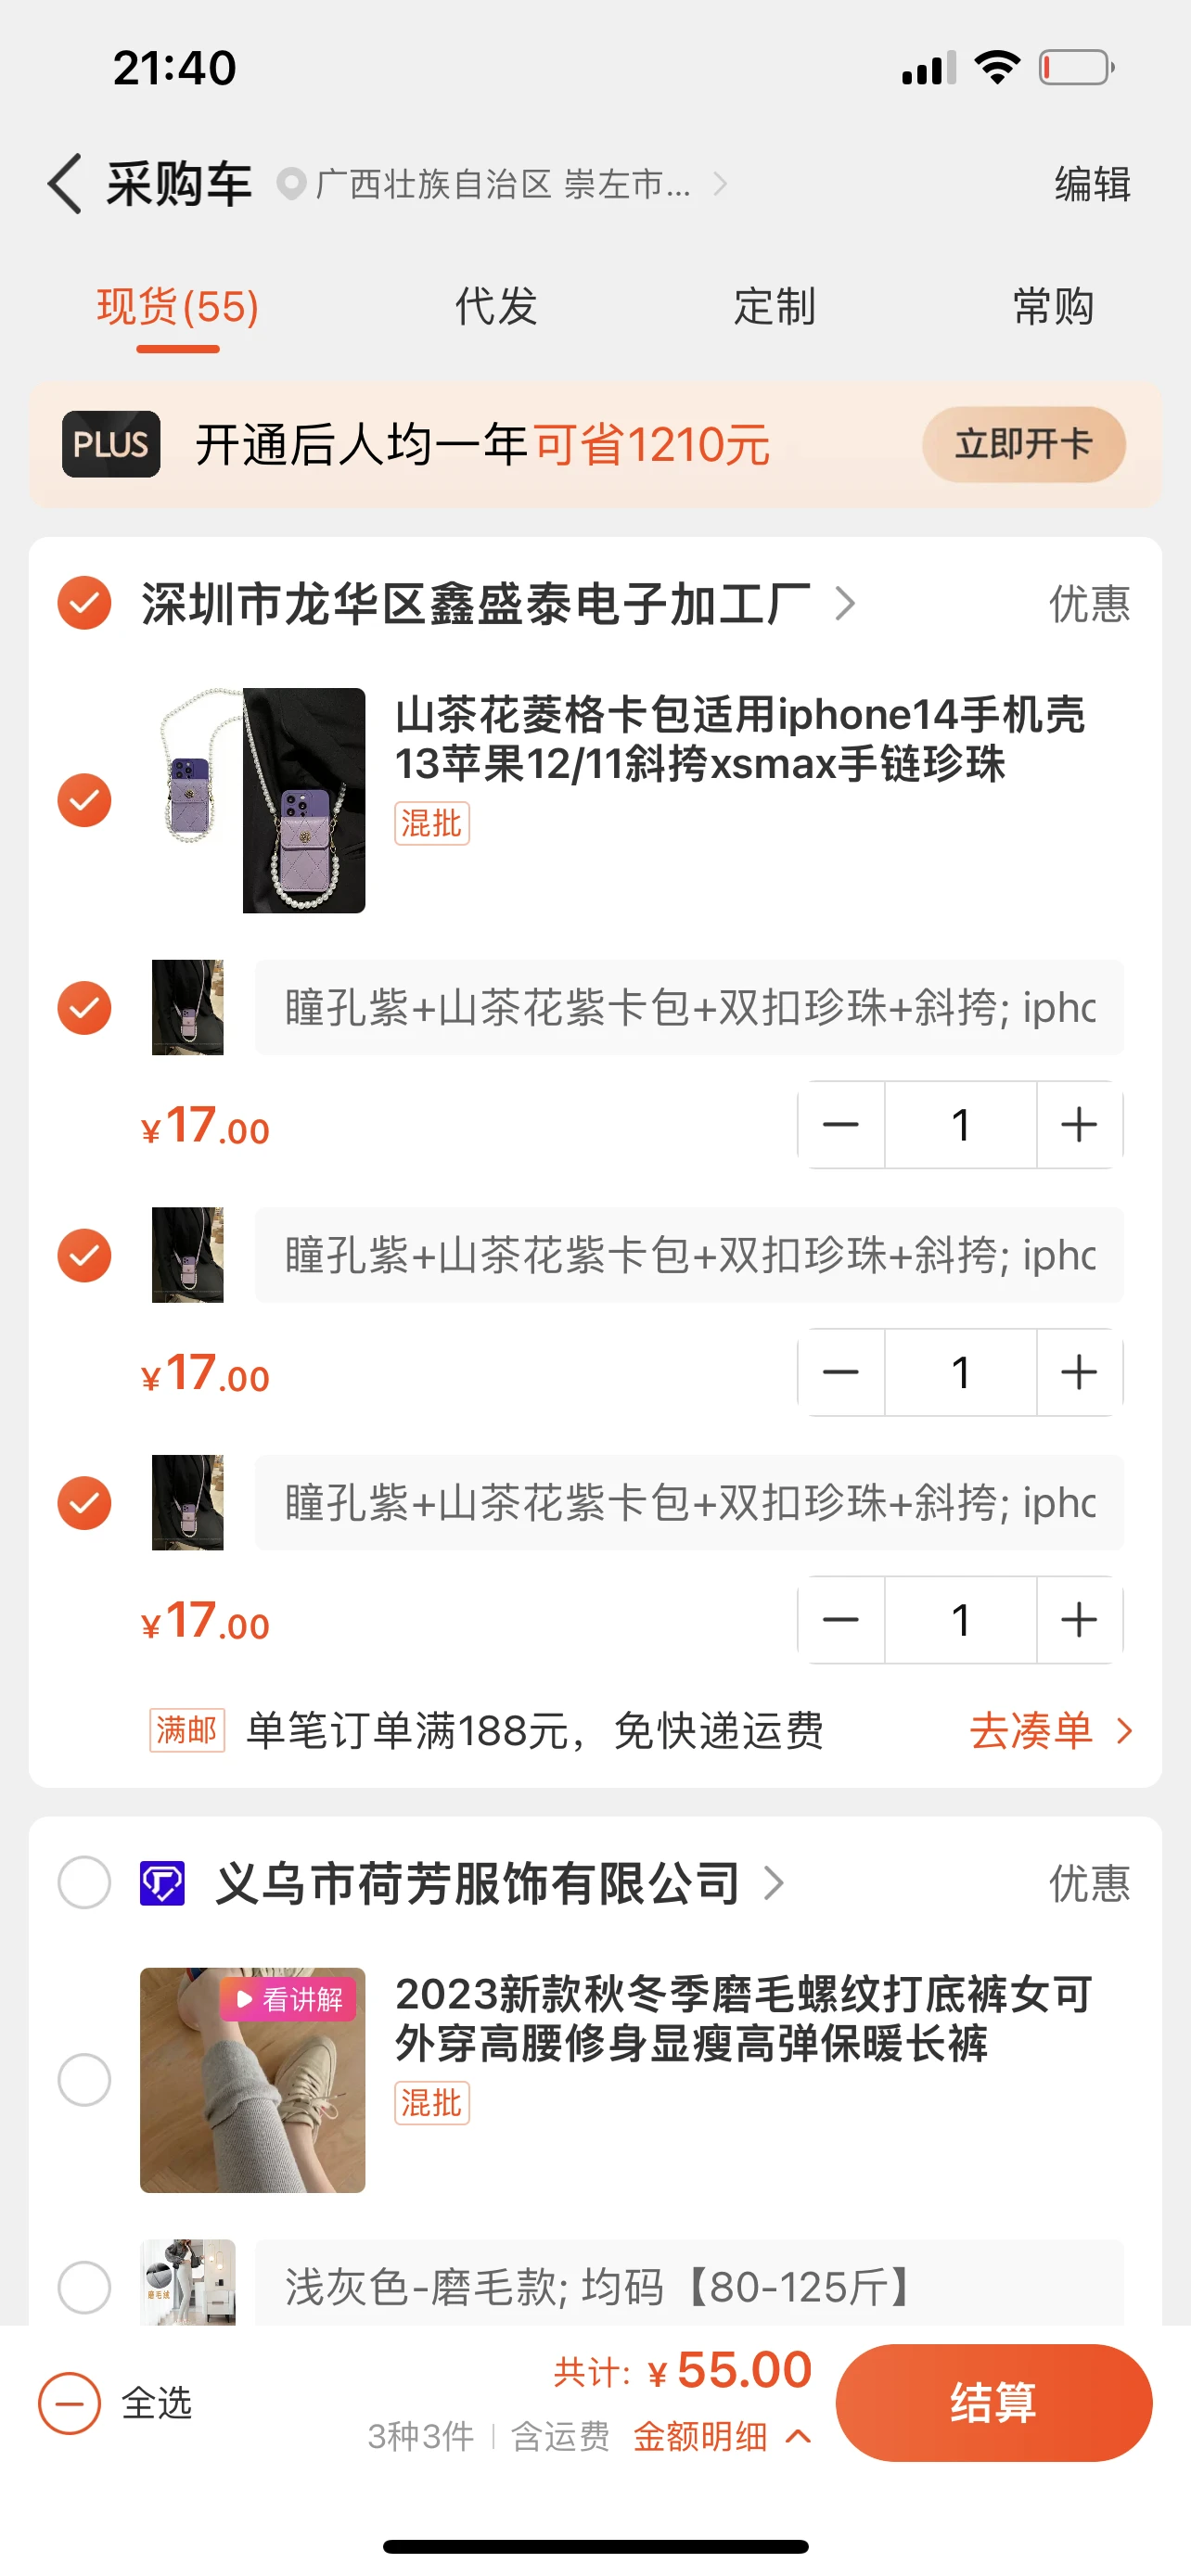 21:40
采购车 广西壮族自治区 崇左市... 编辑
现货(55) 代发 定制 常购
PLUS 开通后人均一年可省1210元 立即开卡
深圳市龙华区鑫盛泰电子加工厂 优惠
山茶花菱格卡包适用iphone14手机壳
13苹果12/11斜挎xsmax手链珍珠
混批
瞳孔紫+山茶花紫卡包+双扣珍珠+斜挎; ipho
¥17.00 1
瞳孔紫+山茶花紫卡包+双扣珍珠+斜挎; ipho
¥17.00 1
瞳孔紫+山茶花紫卡包+双扣珍珠+斜挎; ipho
¥17.00 1
满邮 单笔订单满188元，免快递运费 去凑单
义乌市荷芳服饰有限公司 优惠
看讲解
2023新款秋冬季磨毛螺纹打底裤女可
外穿高腰修身显瘦高弹保暖长裤
混批
磨毛绒
浅灰色-磨毛款; 均码【80-125斤】
全选 共计: ¥55.00 结算
3种3件 含运费 金额明细